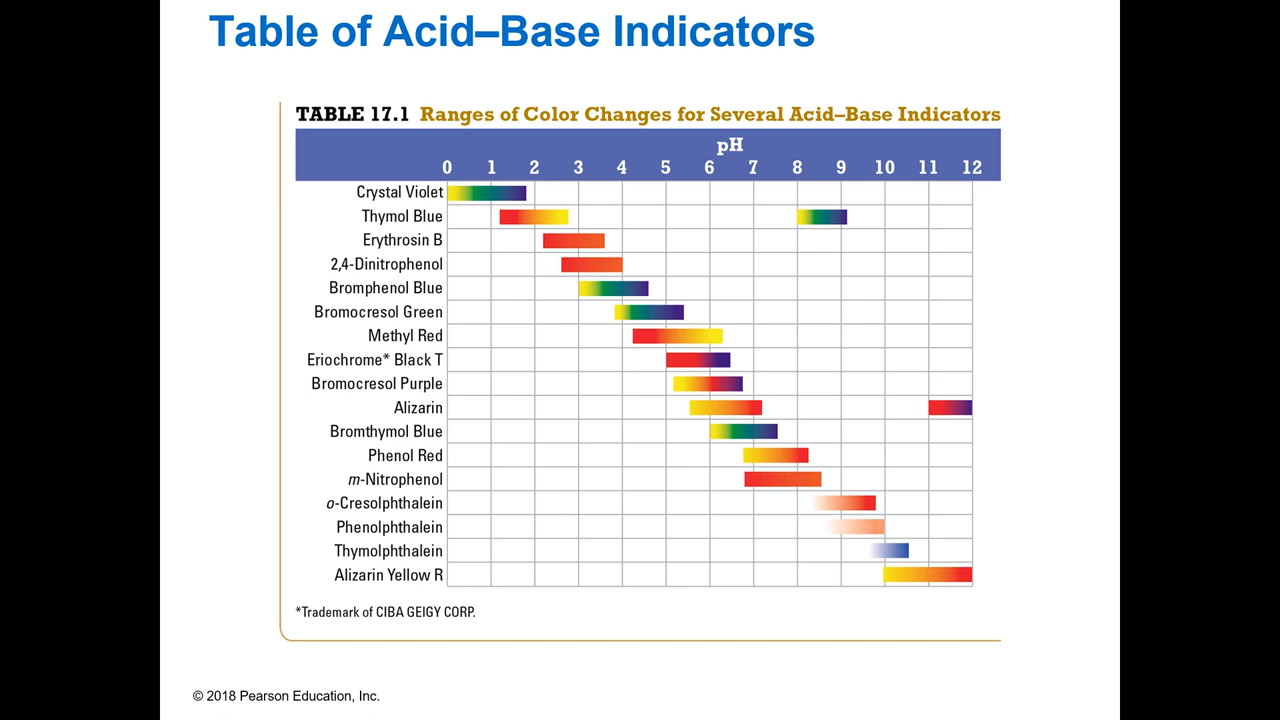 Table of Acid–Base Indicators
TABLE 17.1 Ranges of Color Changes for Several Acid–Base Indicators
pH
0 1 2 3 4 5 6 7 8 9 10 11 12
Crystal Violet
Thymol Blue
Erythrosin B
2,4-Dinitrophenol
Bromphenol Blue
Bromocresol Green
Methyl Red
Eriochrome* Black T
Bromocresol Purple
Alizarin
Bromthymol Blue
Phenol Red
m-Nitrophenol
o-Cresolphthalein
Phenolphthalein
Thymolphthalein
Alizarin Yellow R
*Trademark of CIBA GEIGY CORP.
© 2018 Pearson Education, Inc.